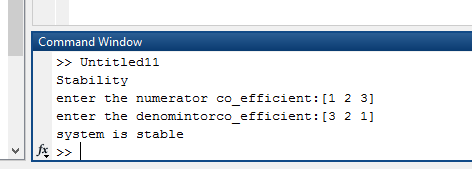 Command Window
>> Untitled11
Stability
enter the numerator co_efficient:[1 2 3]
enter the denomintorco_efficient:[3 2 1]
system is stable
fx >>